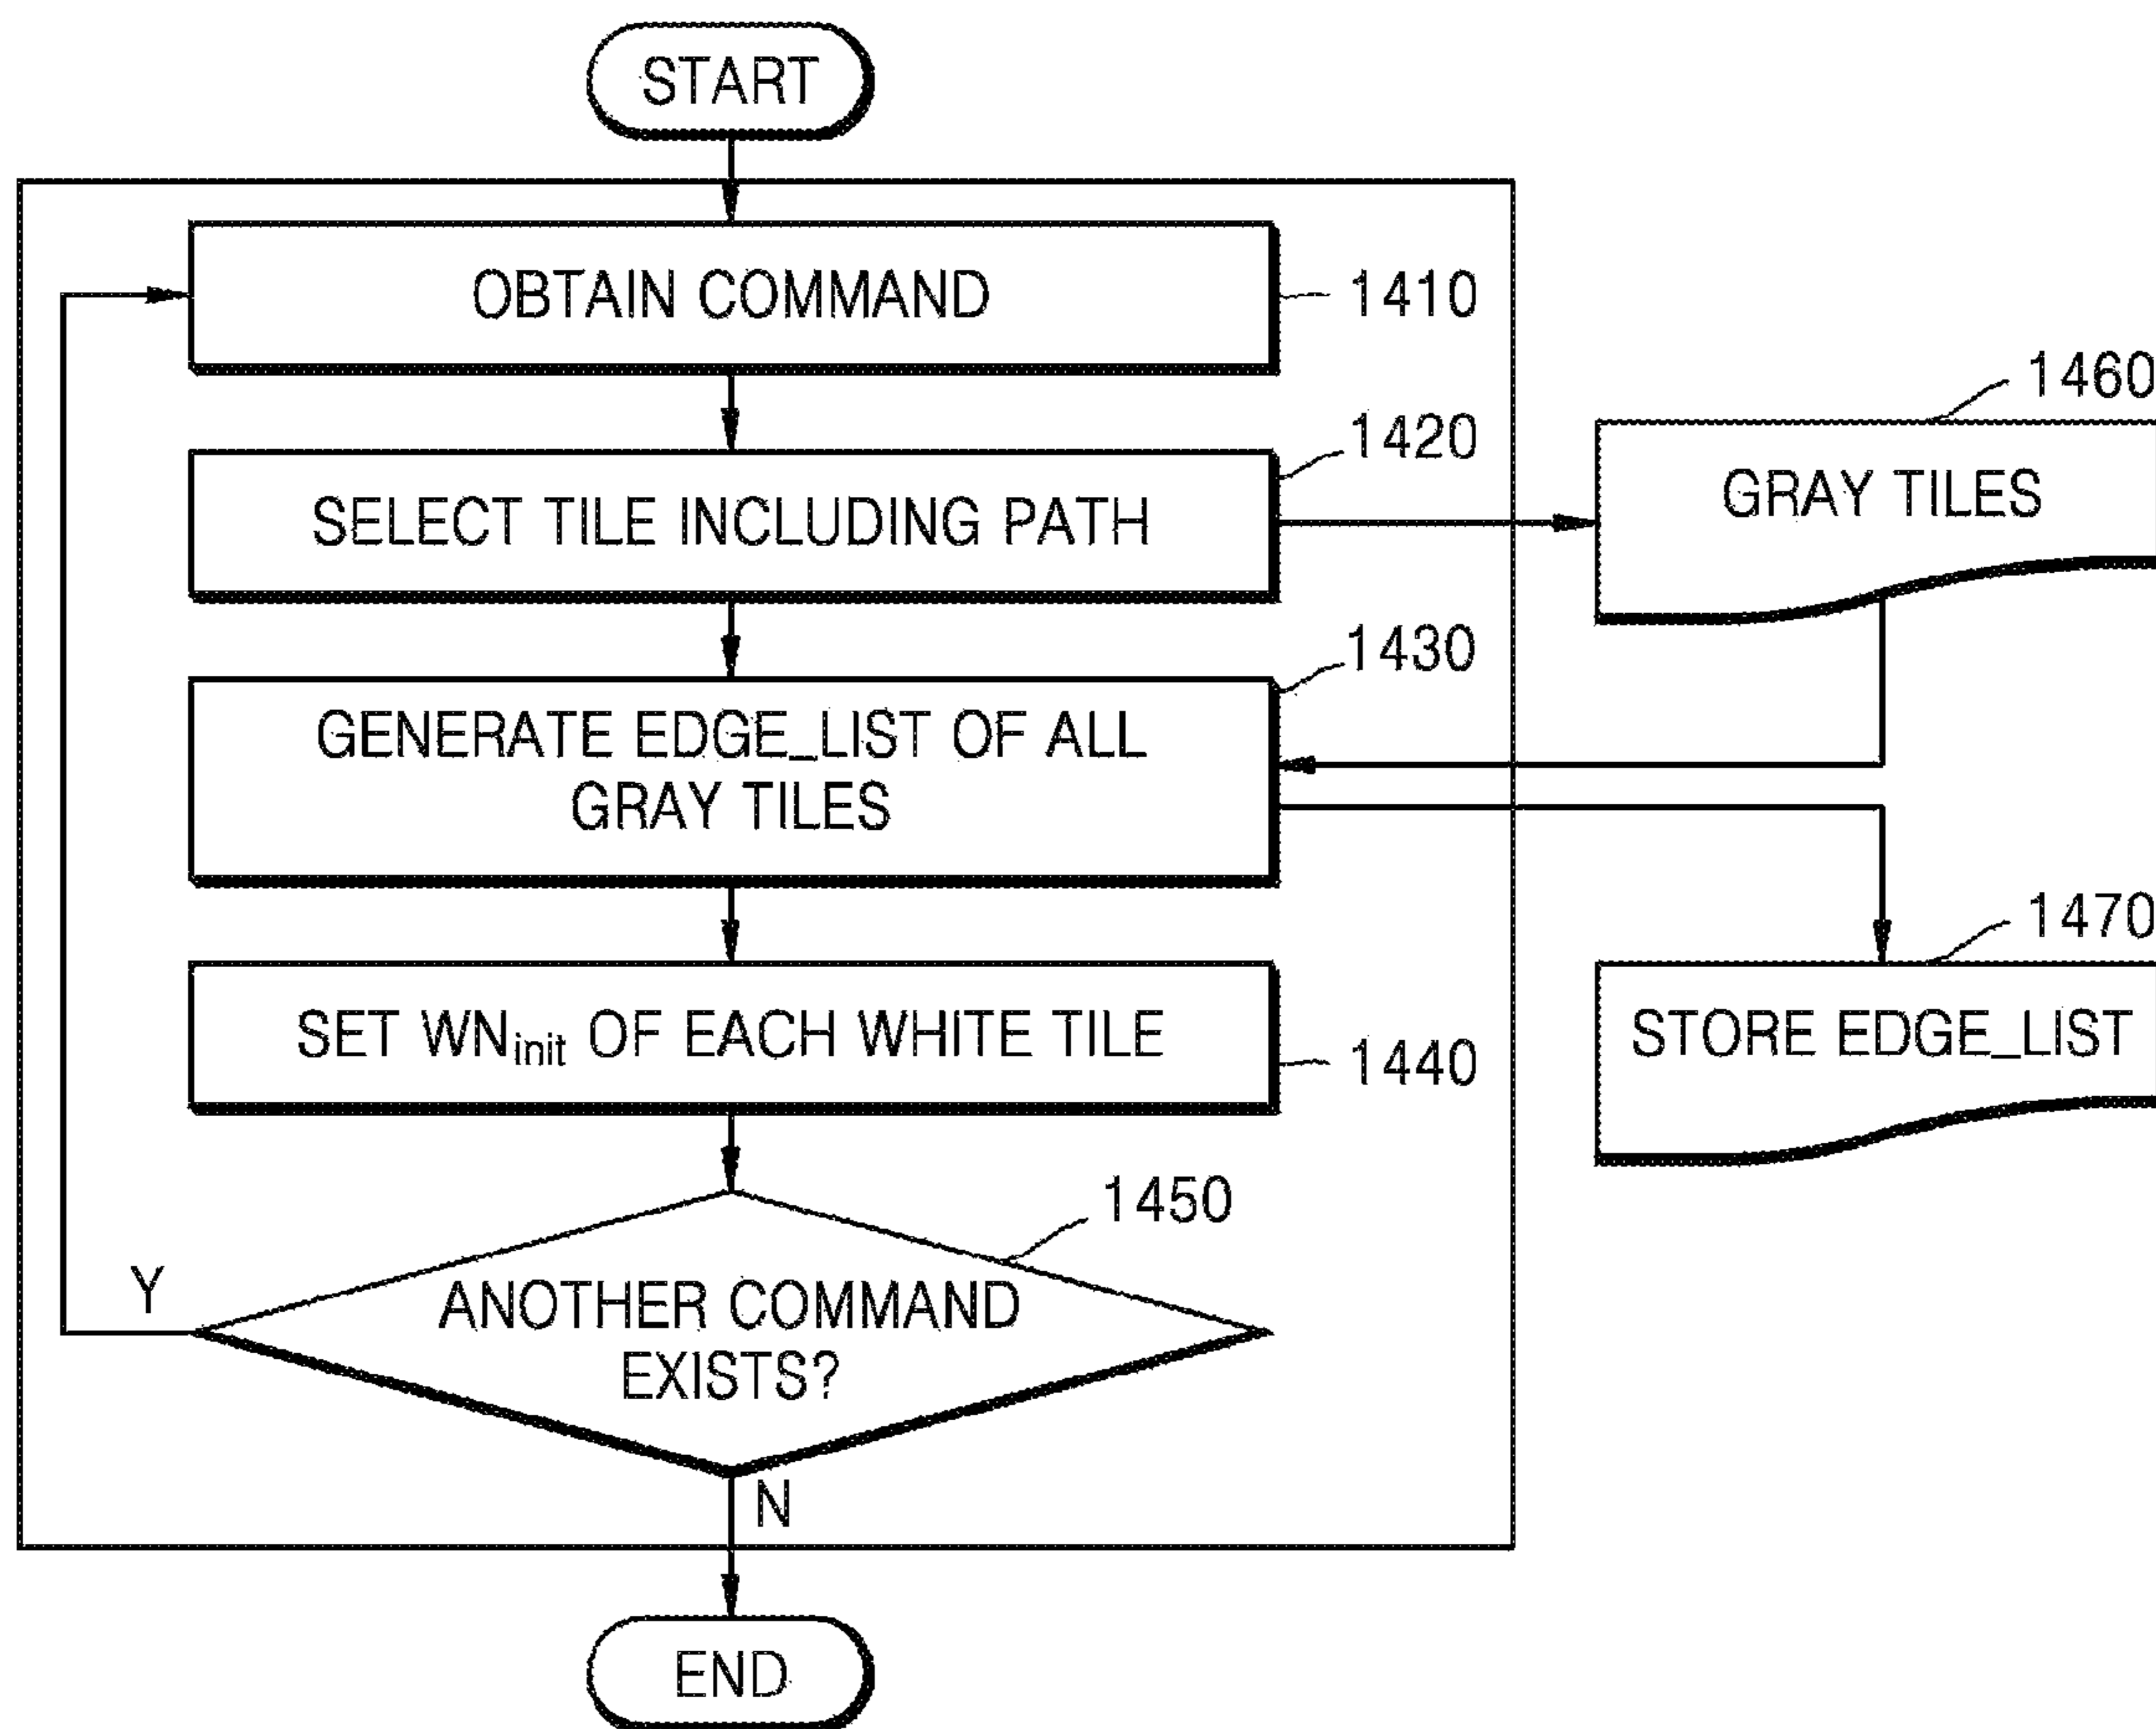 START
OBTAIN COMMAND
1410
1460
1420
SELECT TILE INCLUDING PATH
GRAY TILES
1430
GENERATE EDGE_LIST OF ALL
GRAY TILES
1470
SET WNinit OF EACH WHITE TILE
1440
STORE EDGE_LIST
1450
Y
ANOTHER COMMAND
EXISTS?
N
END